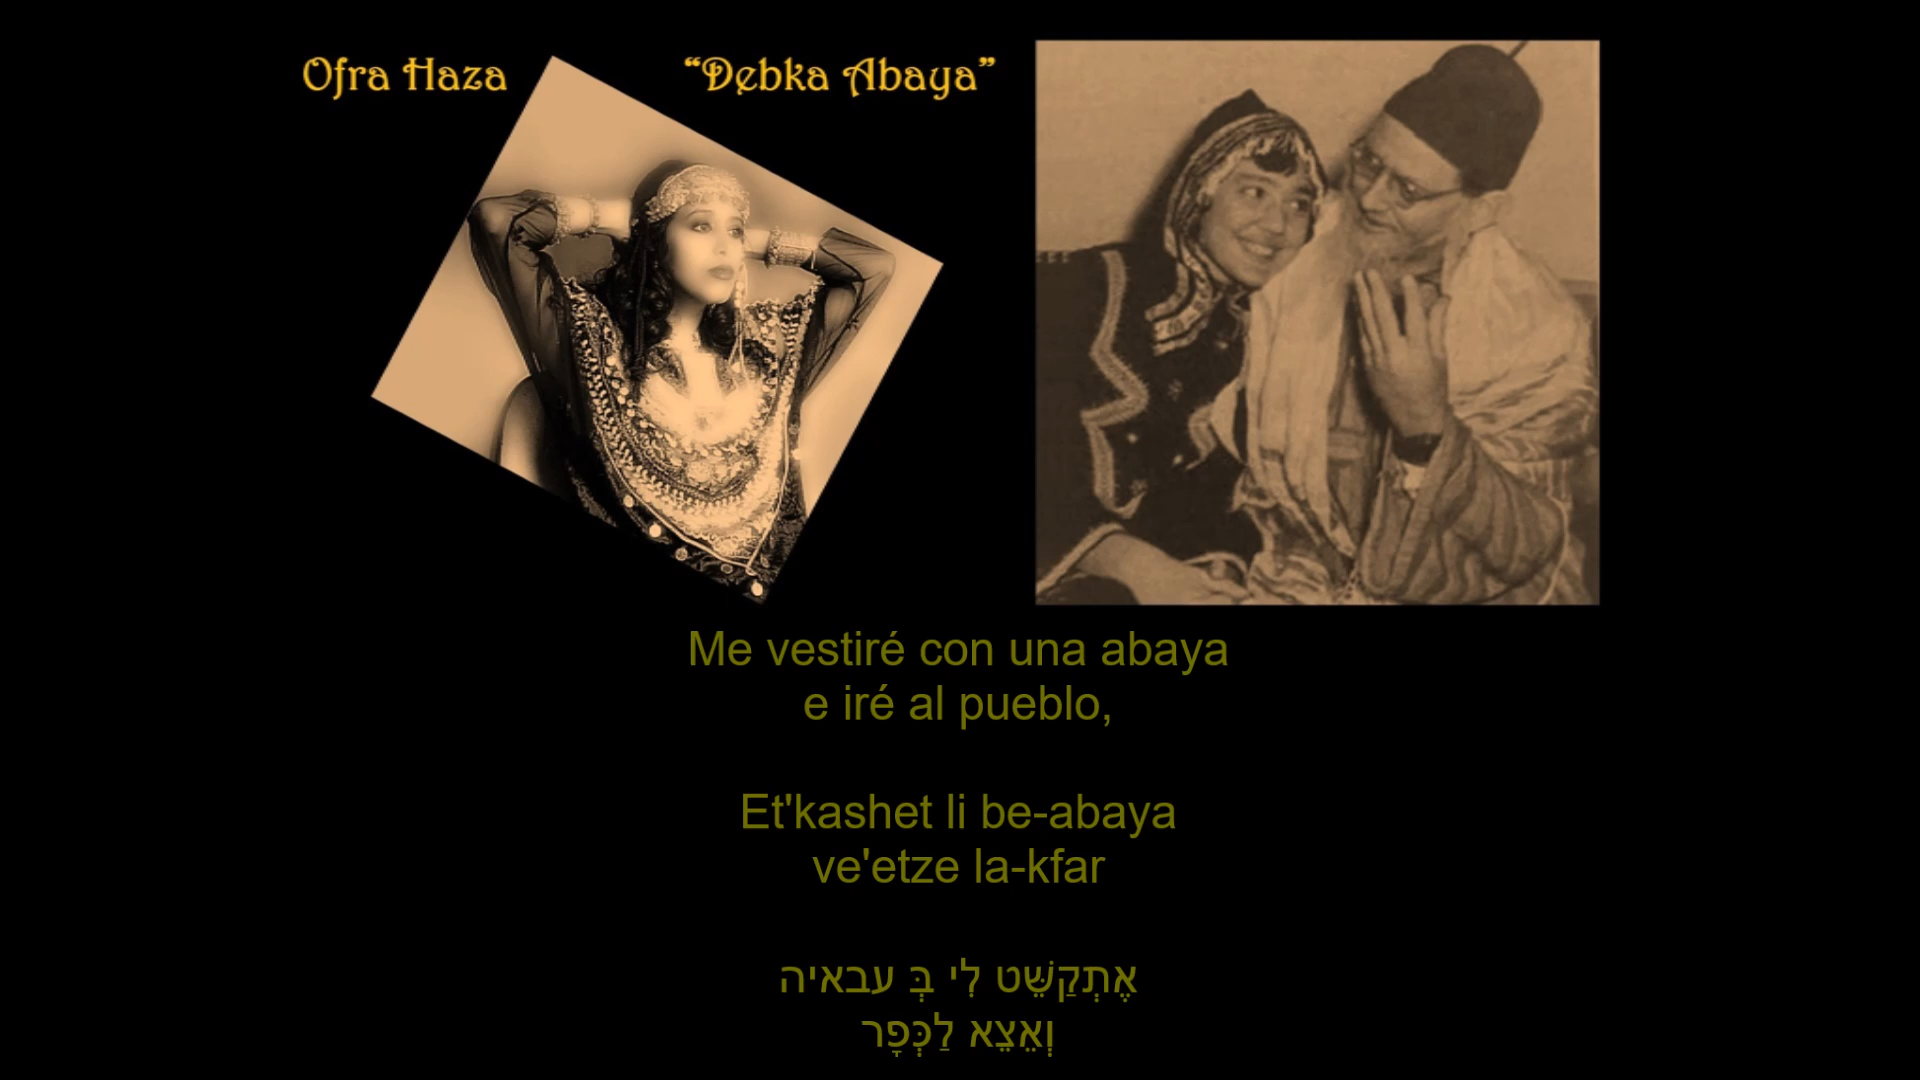 Ofra Haza
“Debka Abaya”
Me vestiré con una abaya
e iré al pueblo,
Et'kashet li be-abaya
ve'etze la-kfar
אֶתְקַשֵּׁט לִי בְּ עבאיה
וְאֵצֵא לַכְּפָר